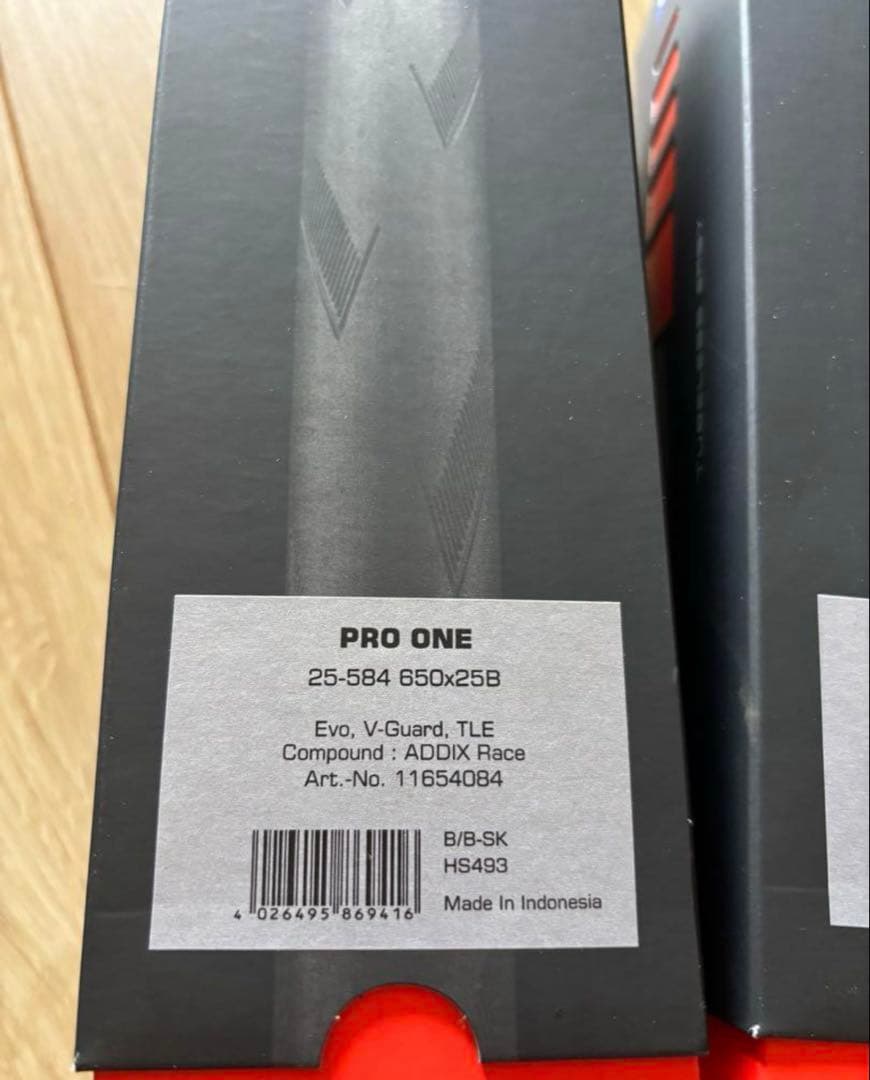 PRO ONE
25-584 650x25B
Evo, V-Guard, TLE
Compound : ADDIX Race
Art.-No. 11654084
B/B-SK
HS493
Made In Indonesia
4 026495 869416